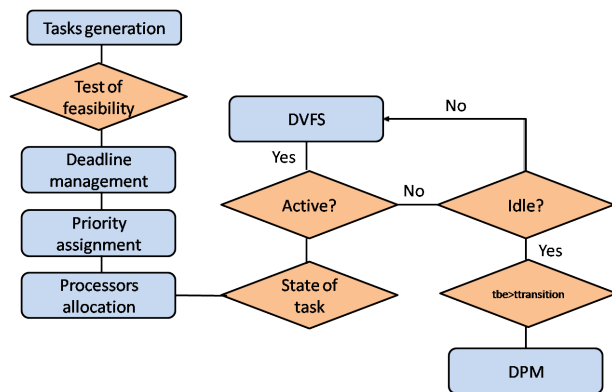 Tasks generation
Test of
feasibility
Deadline
management
Priority
assignment
Processors
allocation
DVFS
No
Yes
Active?
No
Idle?
Yes
State of
task
tbe>ttransition
DPM